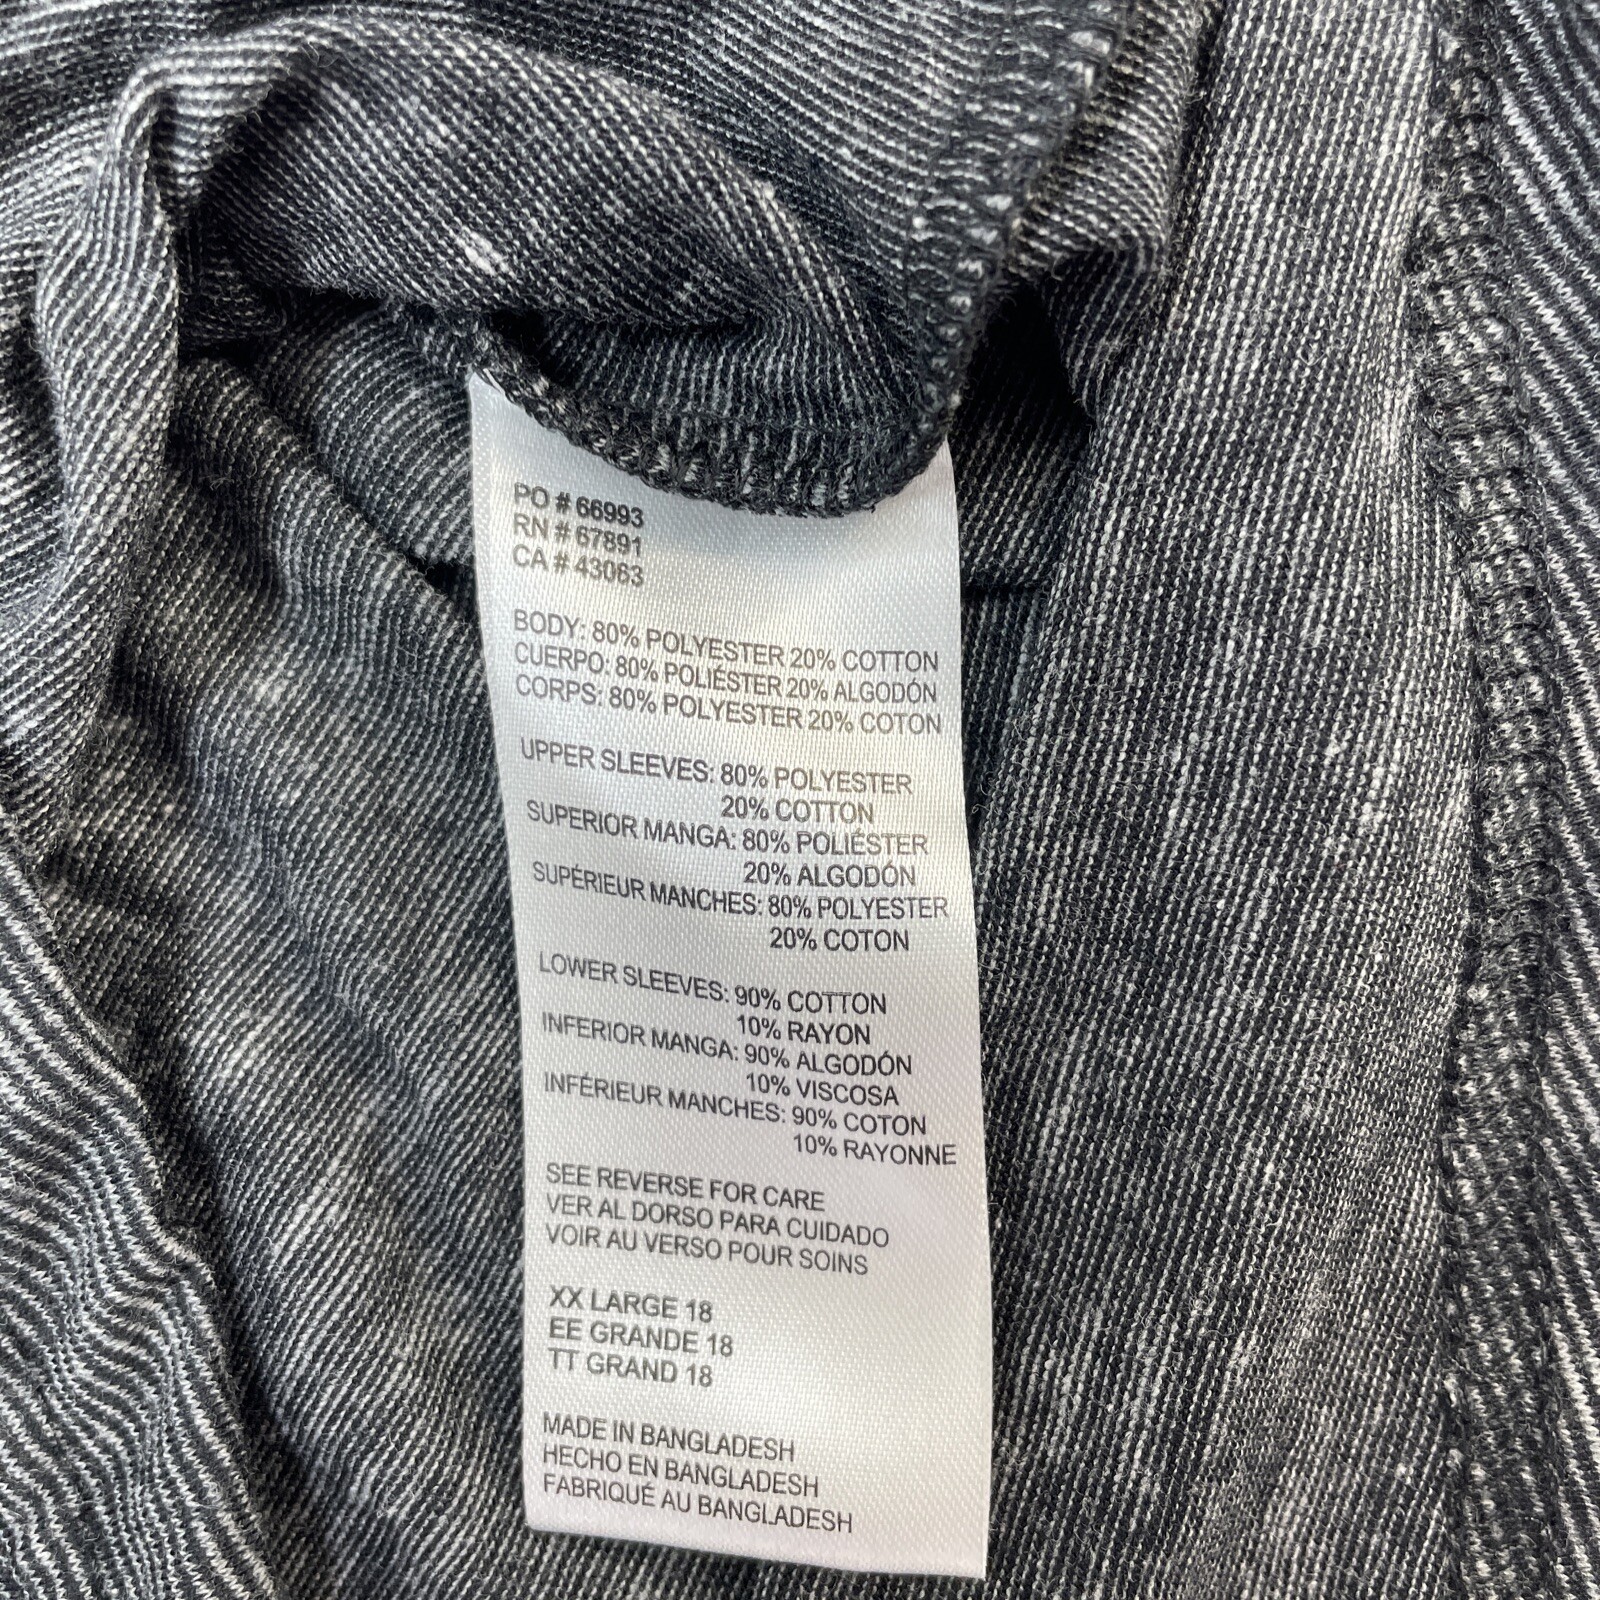 PO # 66993
RN # 67891
CA # 43063
BODY: 80% POLYESTER 20% COTTON
CUERPO: 80% POLIÉSTER 20% ALGODÓN
CORPS: 80% POLYESTER 20% COTON
UPPER SLEEVES: 80% POLYESTER
20% COTTON
SUPERIOR MANGA: 80% POLIÉSTER
20% ALGODÓN
SUPÉRIEUR MANCHES: 80% POLYESTER
20% COTON
LOWER SLEEVES: 90% COTTON
10% RAYON
INFERIOR MANGA: 90% ALGODÓN
10% VISCOSA
INFÉRIEUR MANCHES: 90% COTON
10% RAYONNE
SEE REVERSE FOR CARE
VER AL DORSO PARA CUIDADO
VOIR AU VERSO POUR SOINS
XX LARGE 18
EE GRANDE 18
TT GRAND 18
MADE IN BANGLADESH
HECHO EN BANGLADESH
FABRIQUÉ AU BANGLADESH